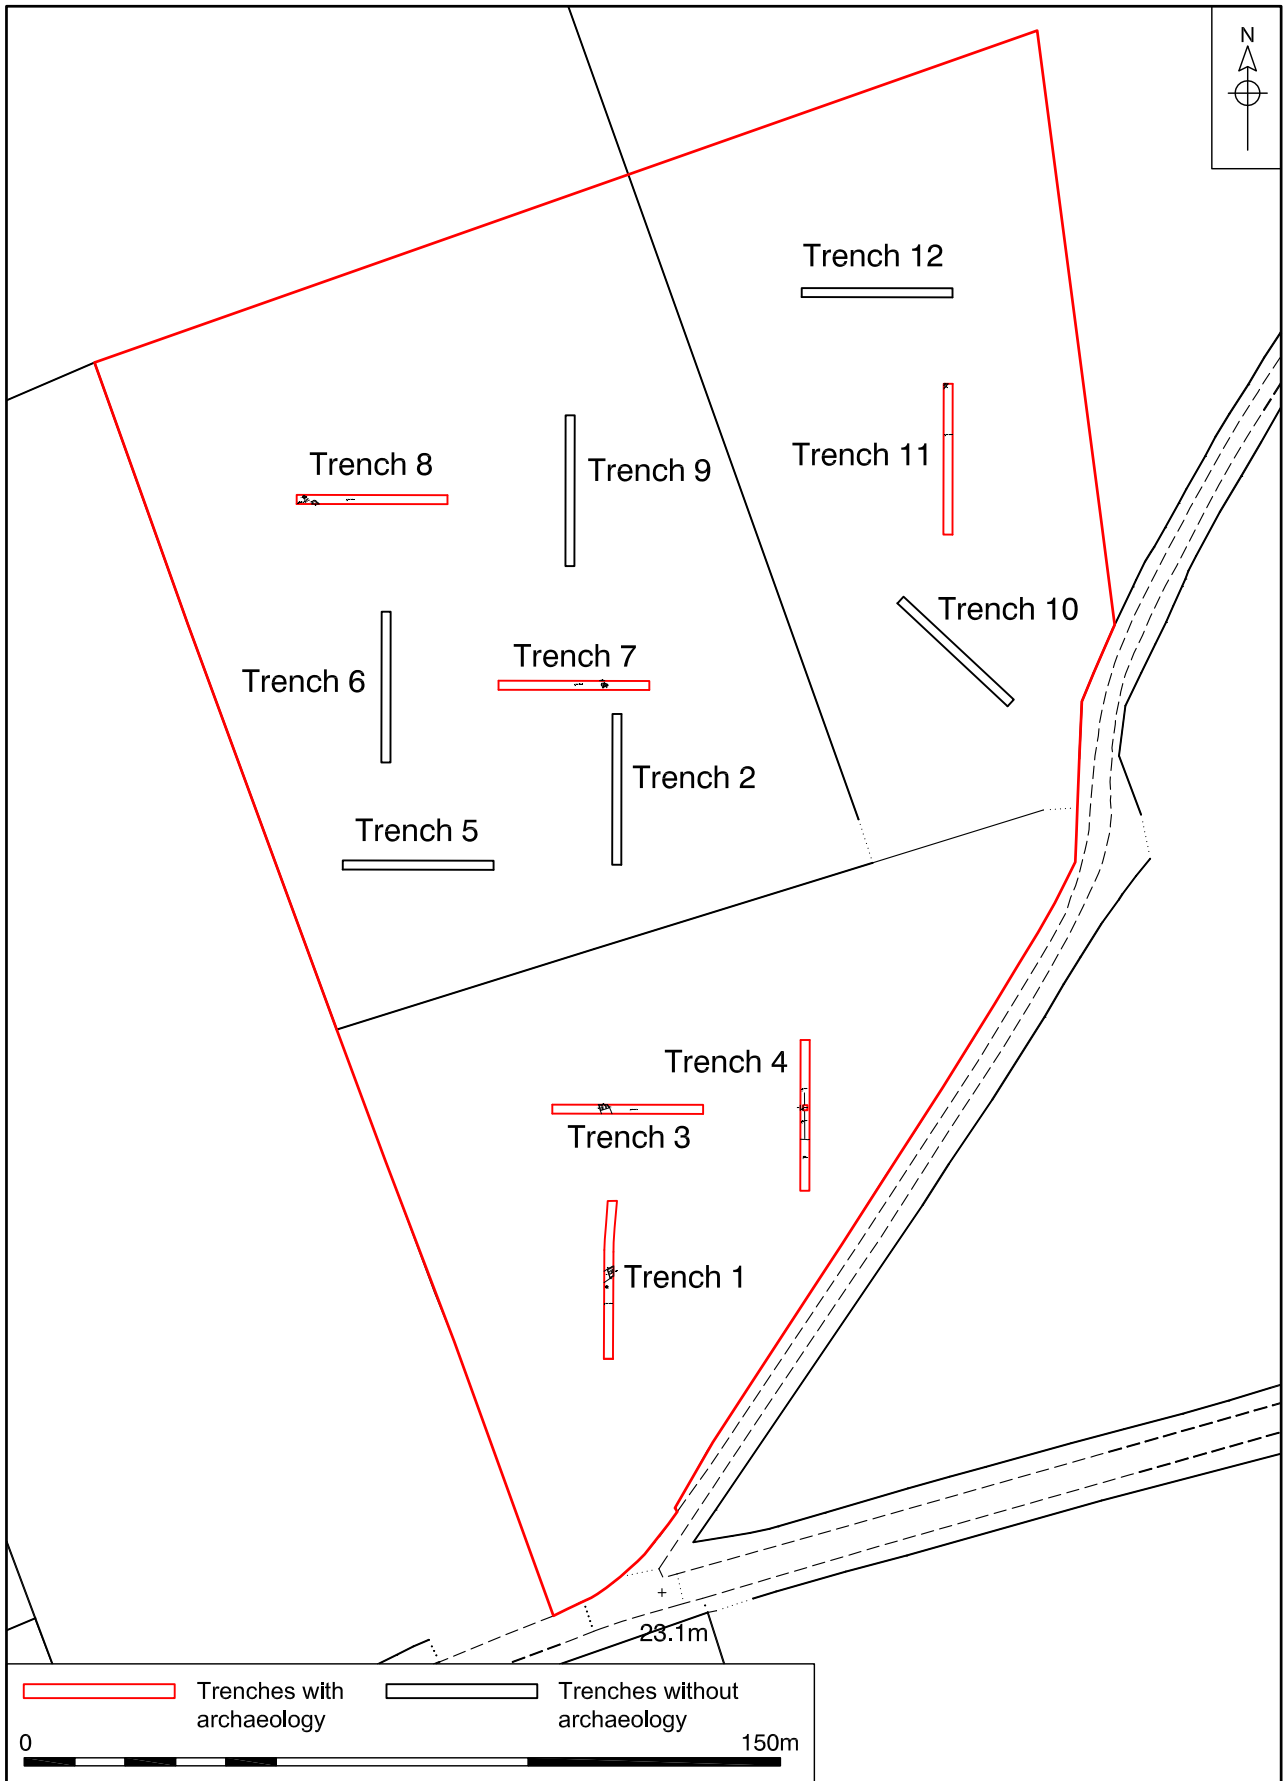 N
Trench 12
Trench 11
Trench 8
Trench 9
Trench 10
Trench 7
Trench 6
Trench 2
Trench 5
Trench 4
Trench 3
Trench 1
23.1m
Trenches with
archaeology
Trenches without
archaeology
0
150m